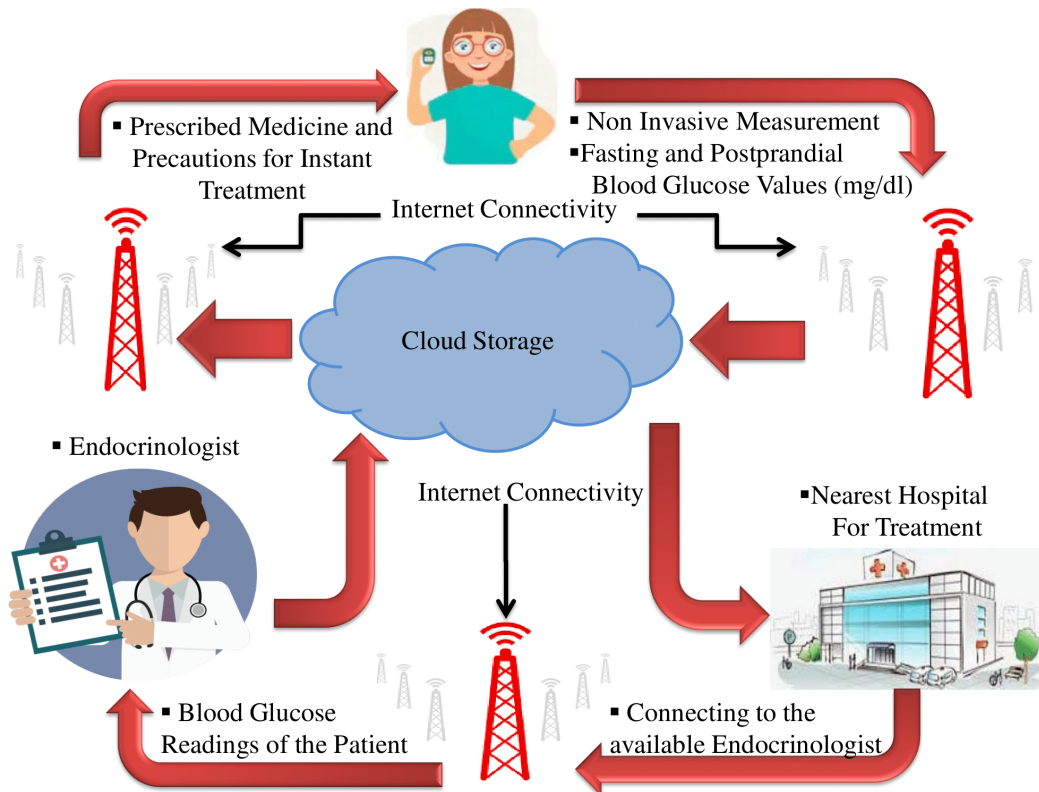 ▪ Prescribed Medicine and
Precautions for Instant
Treatment
▪ Non Invasive Measurement
▪Fasting and Postprandial
Blood Glucose Values (mg/dl)
Internet Connectivity
Cloud Storage
▪ Endocrinologist
Internet Connectivity
▪Nearest Hospital
For Treatment
▪ Blood Glucose
Readings of the Patient
▪ Connecting to the
available Endocrinologist